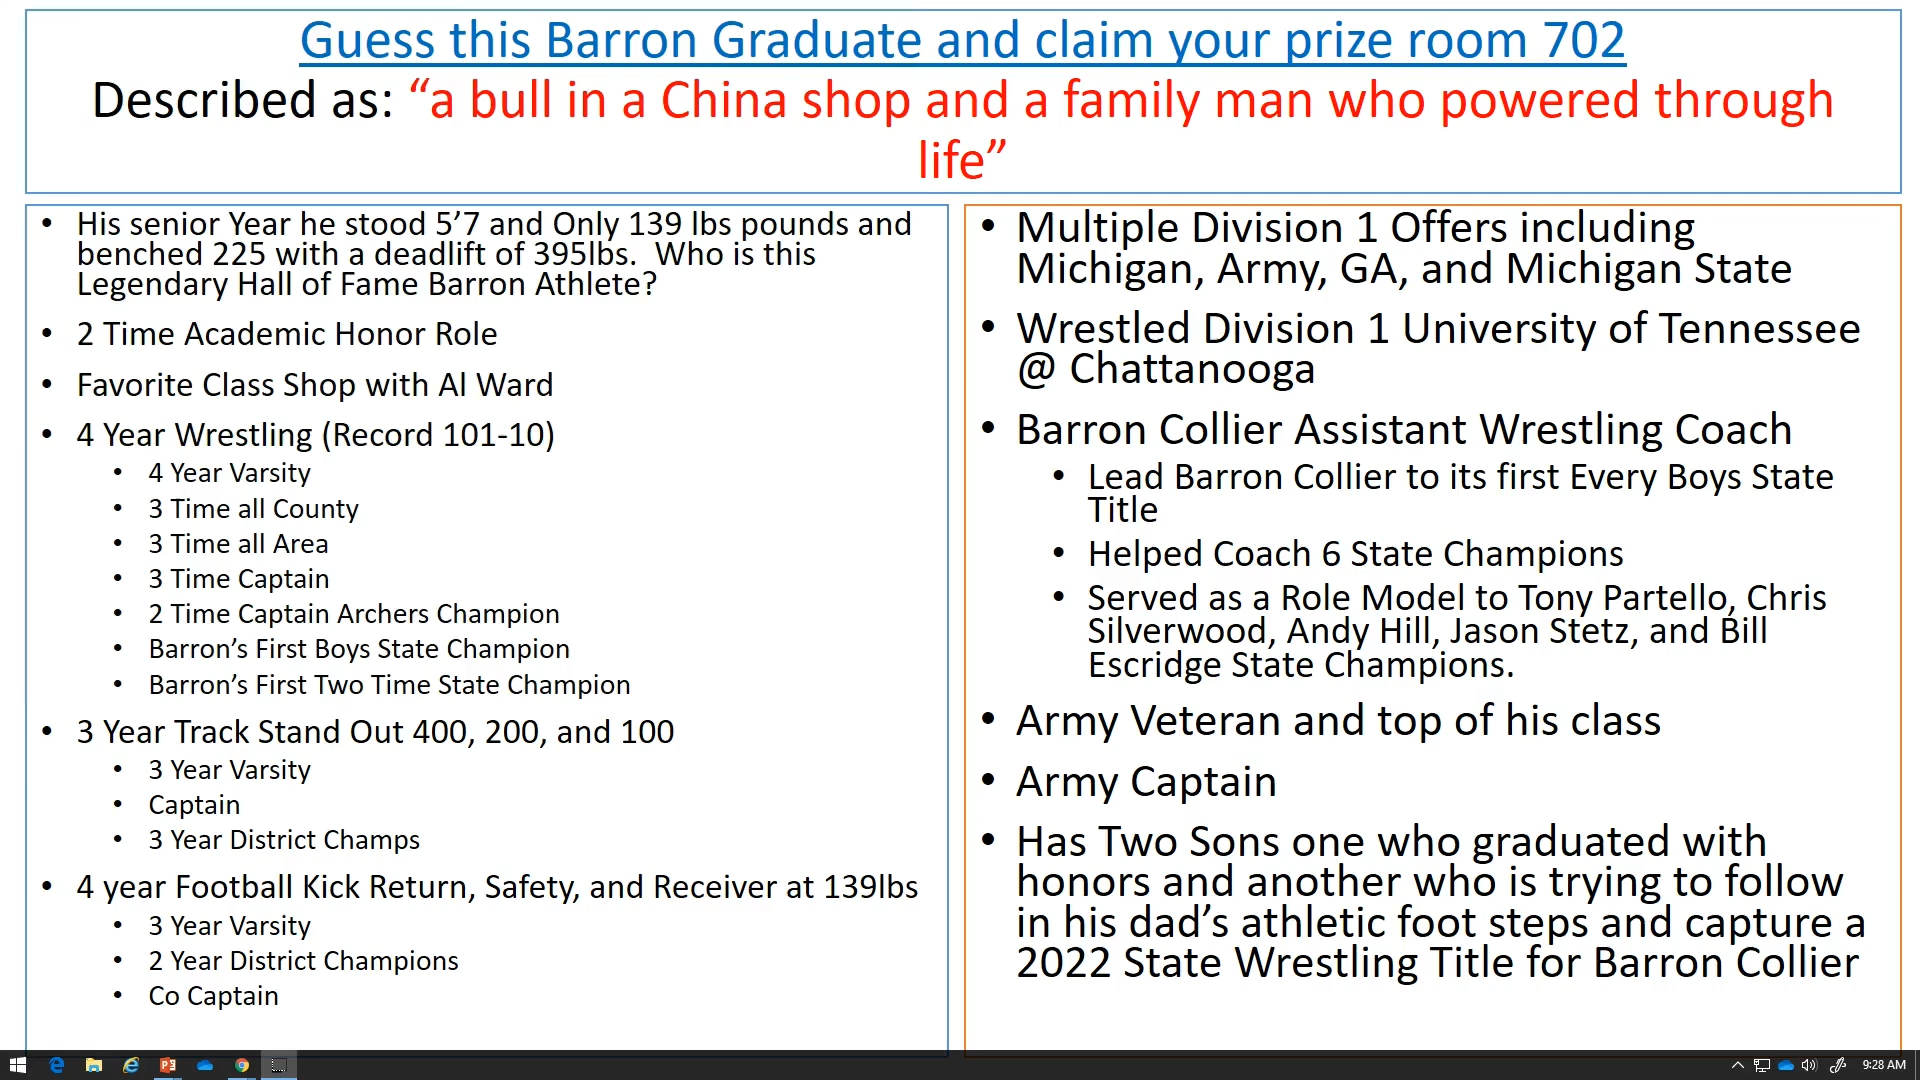 Guess this Barron Graduate and claim your prize room 702
Described as: “a bull in a China shop and a family man who powered through
life”
• His senior Year he stood 5’7 and Only 139 lbs pounds and
benched 225 with a deadlift of 395lbs.  Who is this
Legendary Hall of Fame Barron Athlete?
• 2 Time Academic Honor Role
• Favorite Class Shop with Al Ward
• 4 Year Wrestling (Record 101-10)
• 4 Year Varsity
• 3 Time all County
• 3 Time all Area
• 3 Time Captain
• 2 Time Captain Archers Champion
• Barron’s First Boys State Champion
• Barron’s First Two Time State Champion
• 3 Year Track Stand Out 400, 200, and 100
• 3 Year Varsity
• Captain
• 3 Year District Champs
• 4 year Football Kick Return, Safety, and Receiver at 139lbs
• 3 Year Varsity
• 2 Year District Champions
• Co Captain
• Multiple Division 1 Offers including
Michigan, Army, GA, and Michigan State
• Wrestled Division 1 University of Tennessee
@ Chattanooga
• Barron Collier Assistant Wrestling Coach
• Lead Barron Collier to its first Every Boys State
Title
• Helped Coach 6 State Champions
• Served as a Role Model to Tony Partello, Chris
Silverwood, Andy Hill, Jason Stetz, and Bill
Escridge State Champions.
• Army Veteran and top of his class
• Army Captain
• Has Two Sons one who graduated with
honors and another who is trying to follow
in his dad’s athletic foot steps and capture a
2022 State Wrestling Title for Barron Collier
9:28 AM